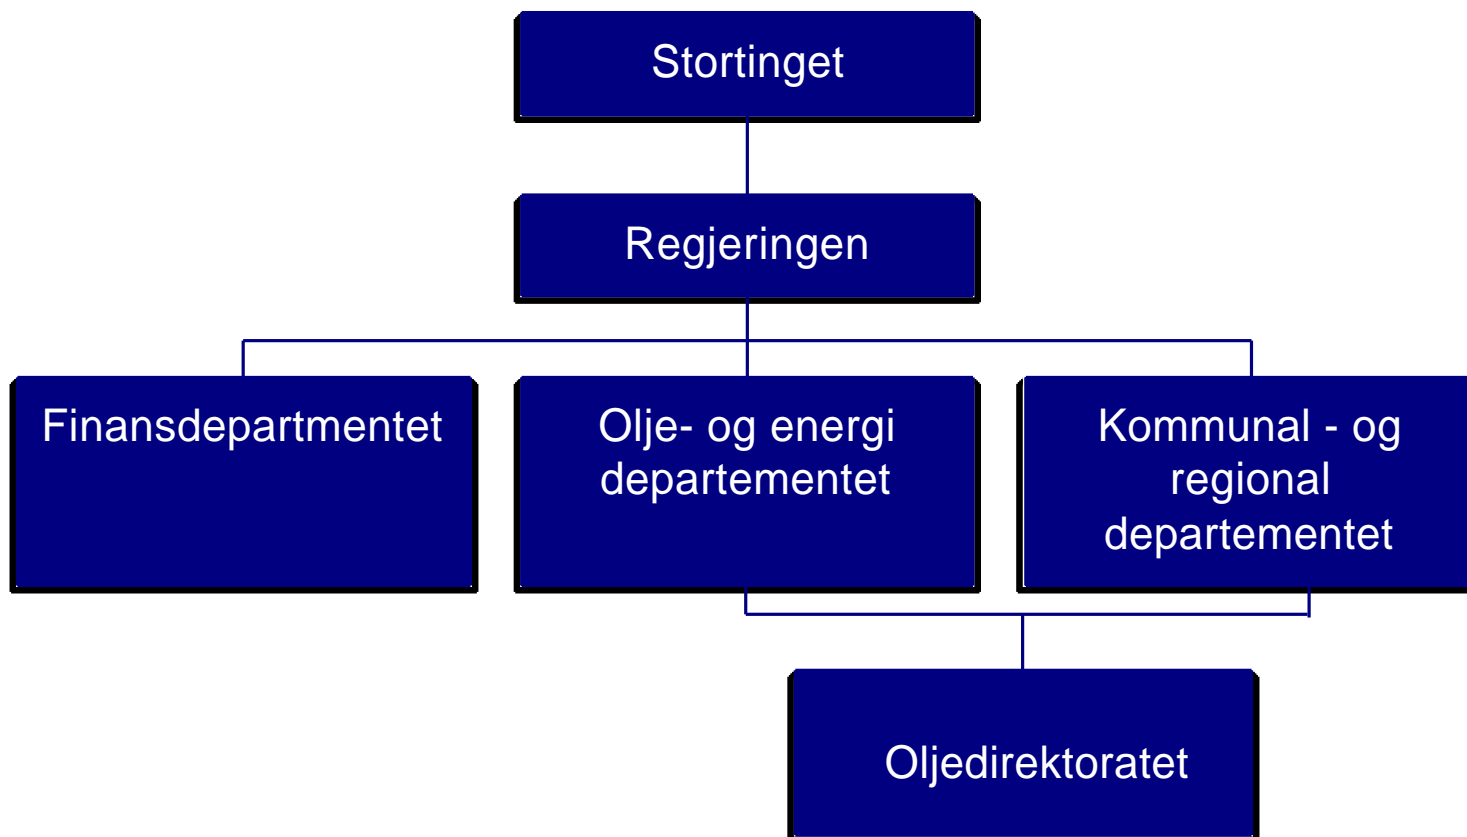 Stortinget
Regjeringen
Finansdepartmentet
Olje- og energi
departementet
Kommunal - og
regional
departementet
Oljedirektoratet